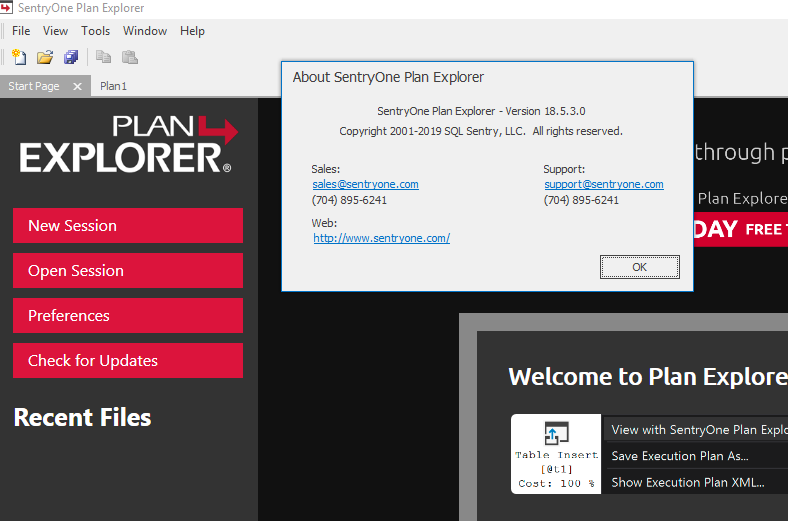 SentryOne Plan Explorer
File View Tools Window Help
Start Page Plan1
PLAN
EXPLORER®
New Session
Open Session
Preferences
Check for Updates
Recent Files
About SentryOne Plan Explorer
SentryOne Plan Explorer - Version 18.5.3.0
Copyright 2001-2019 SQL Sentry, LLC. All rights reserved.
Sales:
sales@sentryone.com
(704) 895-6241
Support:
support@sentryone.com
(704) 895-6241
Web:
http://www.sentryone.com/
OK
through
Plan Explore
DAY FREE
Welcome to Plan Explore
Table Insert
[@t1]
Cost: 100 %
View with SentryOne Plan Explo
Save Execution Plan As...
Show Execution Plan XML...